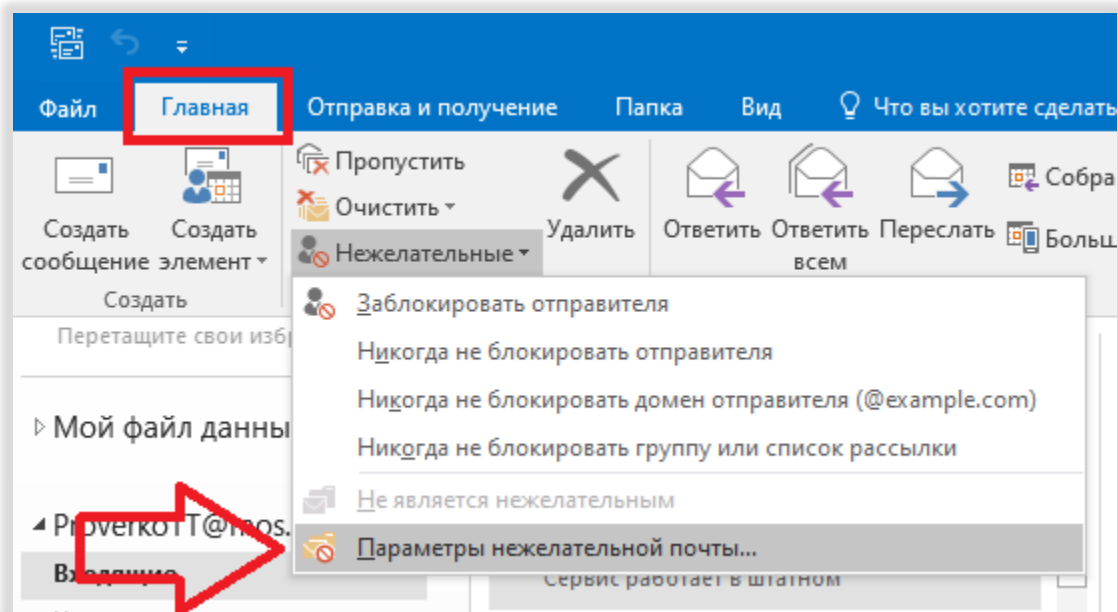 Файл Главная Отправка и получение Папка Вид Что вы хотите сделать
Создать сообщение
Создать элемент
Создать
Пропустить
Очистить
Нежелательные
Удалить
Ответить
Ответить всем
Переслать
Заблокировать отправителя
Никогда не блокировать отправителя
Никогда не блокировать домен отправителя (@example.com)
Никогда не блокировать группу или список рассылки
Не является нежелательным
Параметры нежелательной почты...
Перетащите свои
Мой файл
Входящие
Сервис работает в штатном